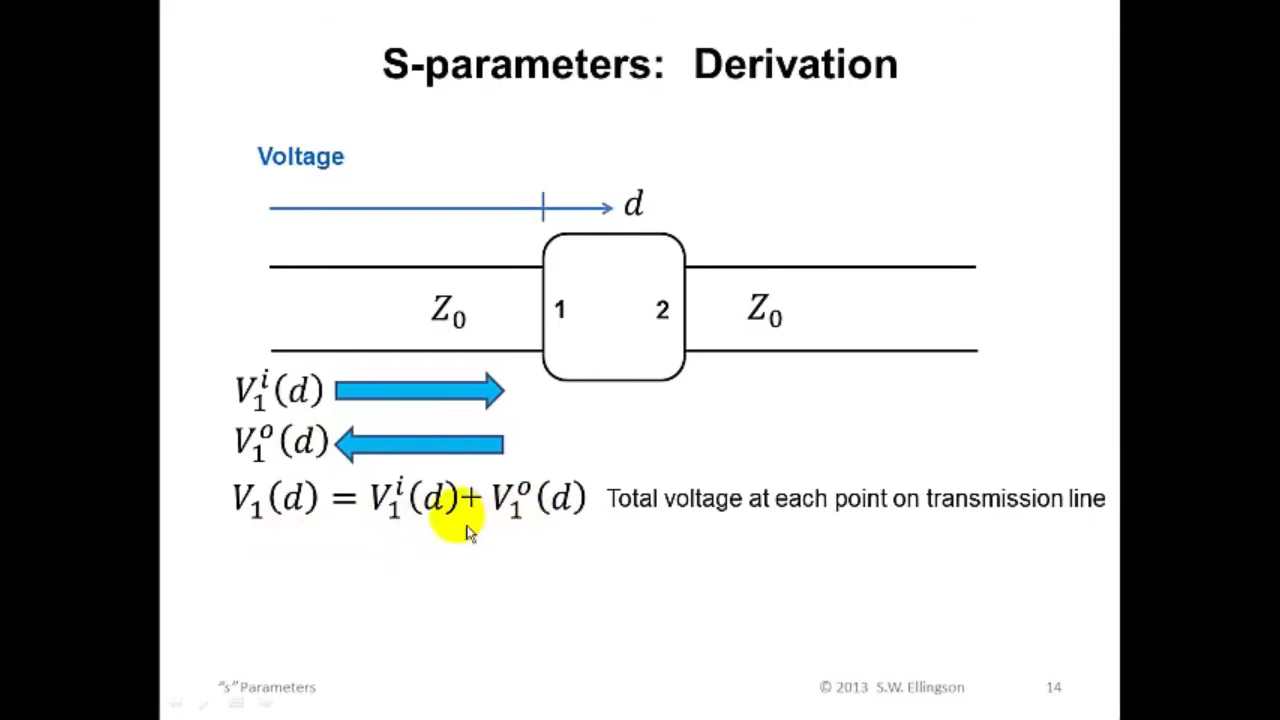 S-parameters: Derivation
Voltage
d
Z₀ 1 2 Z₀
V₁ⁱ(d)
V₁ᵒ(d)
V₁(d) = V₁ⁱ(d)+ V₁ᵒ(d) Total voltage at each point on transmission line
"s" Parameters © 2013 S.W. Ellingson 14